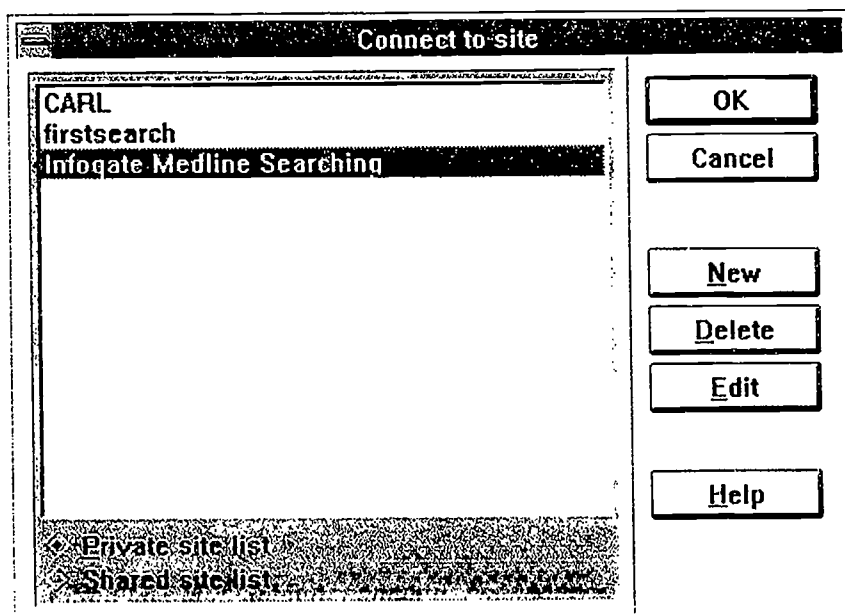 Connect to site
CARL
firstsearch
Infogate Medline Searching
OK
Cancel
New
Delete
Edit
Help
Private site list
Shared site list